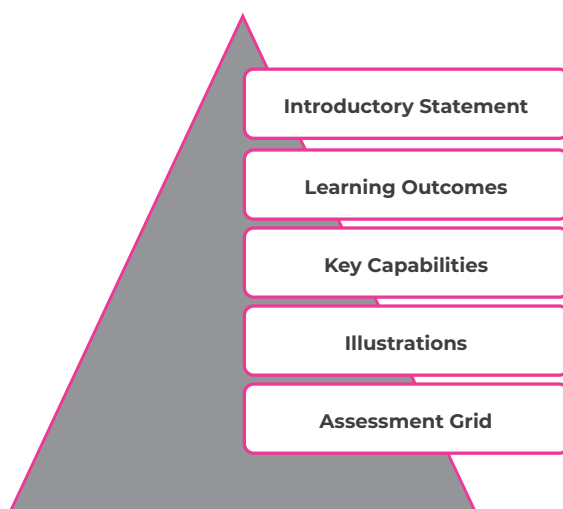 Introductory Statement
Learning Outcomes
Key Capabilities
Illustrations
Assessment Grid